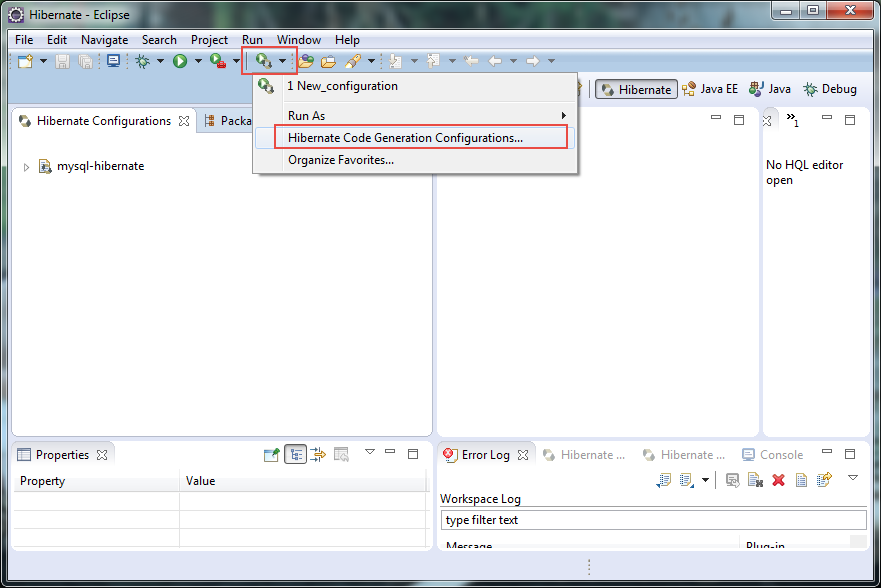 Hibernate - Eclipse
File Edit Navigate Search Project Run Window Help
1 New_configuration
Run As
Hibernate Code Generation Configurations...
Organize Favorites...
Hibernate Java EE Java Debug
Hibernate Configurations Packa
mysql-hibernate
»1
No HQL editor
open
Properties
Property Value
Error Log Hibernate ... Hibernate ... Console
Workspace Log
type filter text
Message Plug-in